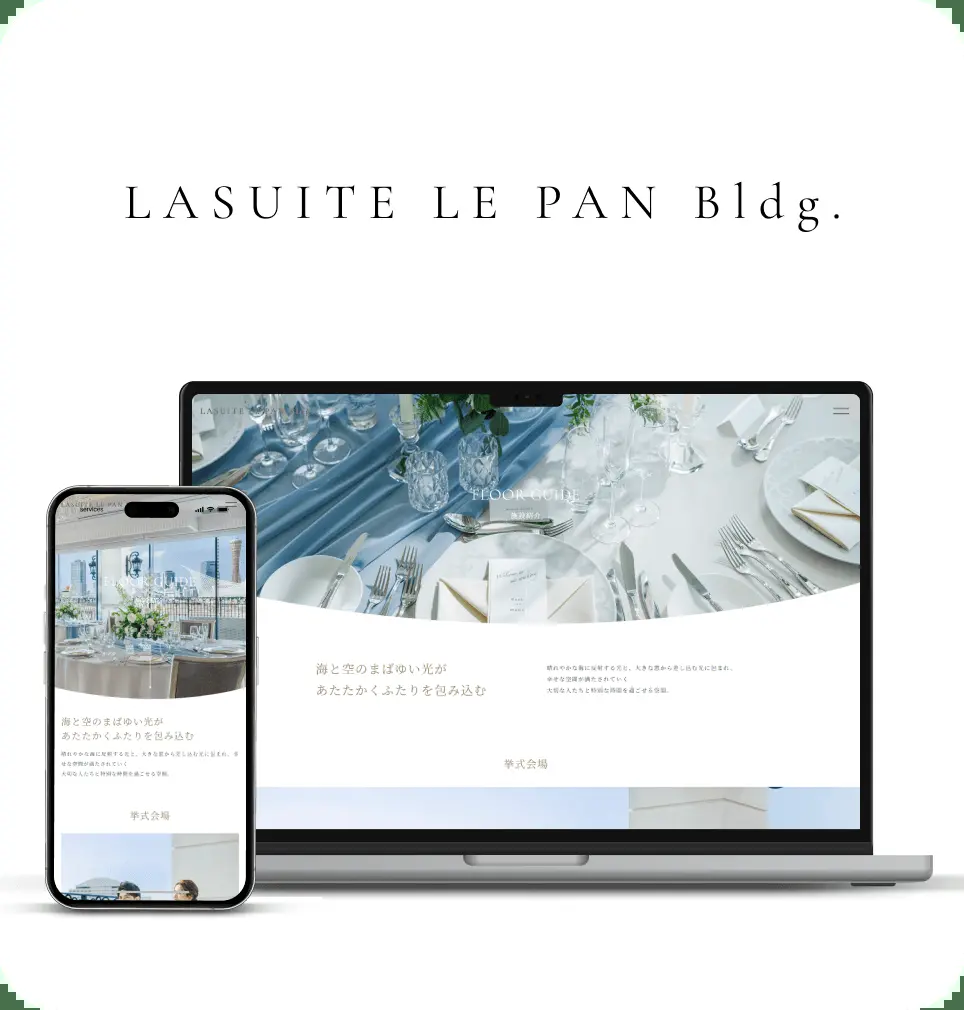 LASUITE LE PAN Bldg.
LASUITE LE PAN
FLOOR GUIDE
施設紹介
海と空のまばゆい光が
あたたかくふたりを包み込む
晴れやかな海に反射する光と、大きな窓から差し込む光に包まれ、
幸せな空間が満たされていく
大切な人たちと特別な時間を過ごせる空間。
挙式会場
LASUITE LE PAN
services
FLOOR GUIDE
海と空のまばゆい光が
あたたかくふたりを包み込む
晴れやかな海に反射する光と、大きな窓から差し込む光に包まれ、幸
せな空間が満たされていく
大切な人たちと特別な時間を過ごせる空間。
挙式会場